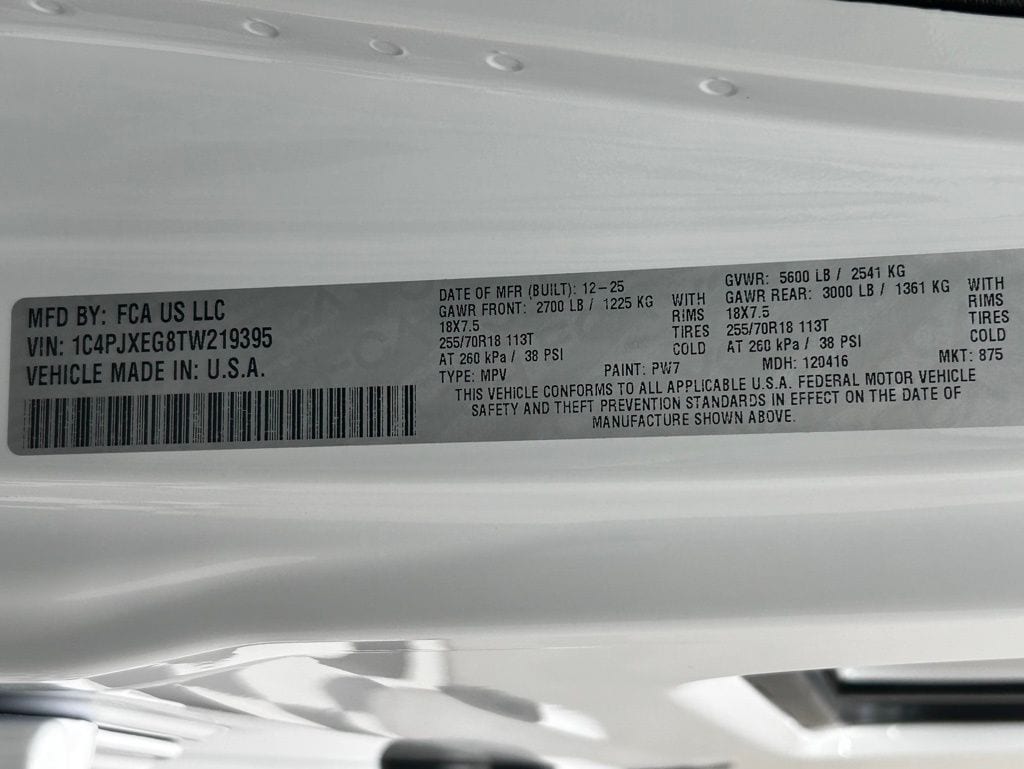 MFD BY: FCA US LLC
VIN: 1C4PJXEG8TW219395
VEHICLE MADE IN: U.S.A.
DATE OF MFR (BUILT): 12-25
GAWR FRONT: 2700 LB / 1225 KG
18X7.5
255/70R18 113T
AT 260 kPa / 38 PSI
WITH
RIMS
TIRES
COLD
GVWR: 5600 LB / 2541 KG
GAWR REAR: 3000 LB / 1361 KG
18X7.5
255/70R18 113T
AT 260 kPa / 38 PSI
WITH
RIMS
TIRES
COLD
TYPE: MPV PAINT: PW7 MDH: 120416 MKT: 875
THIS VEHICLE CONFORMS TO ALL APPLICABLE U.S.A. FEDERAL MOTOR VEHICLE
SAFETY AND THEFT PREVENTION STANDARDS IN EFFECT ON THE DATE OF
MANUFACTURE SHOWN ABOVE.